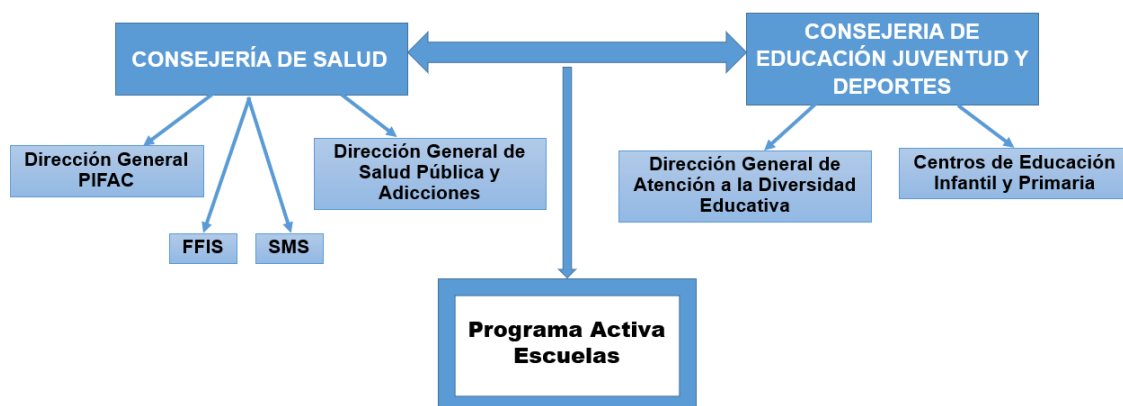 CONSEJERÍA DE SALUD
CONSEJERIA DE
EDUCACIÓN JUVENTUD Y
DEPORTES
Dirección General
PIFAC
Dirección General de
Salud Pública y
Adicciones
Dirección General de
Atención a la Diversidad
Educativa
Centros de Educación
Infantil y Primaria
FFIS
SMS
Programa Activa
Escuelas